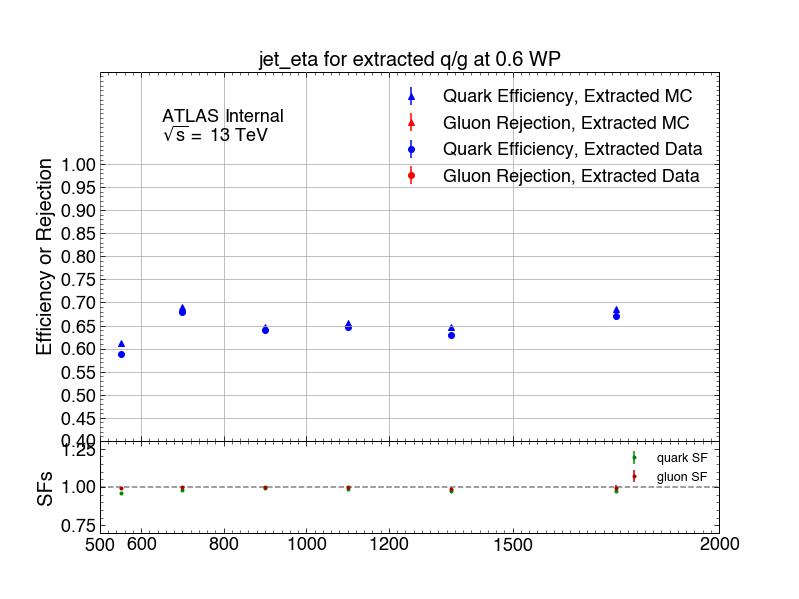 jet_eta for extracted q/g at 0.6 WP
ATLAS Internal
√s = 13 TeV
Quark Efficiency, Extracted MC
Gluon Rejection, Extracted MC
Quark Efficiency, Extracted Data
Gluon Rejection, Extracted Data
Efficiency or Rejection
1.00
0.95
0.90
0.85
0.80
0.75
0.70
0.65
0.60
0.55
0.50
0.45
0.40
SFs
1.25
1.00
0.75
quark SF
gluon SF
500 600 800 1000 1200 1500 2000